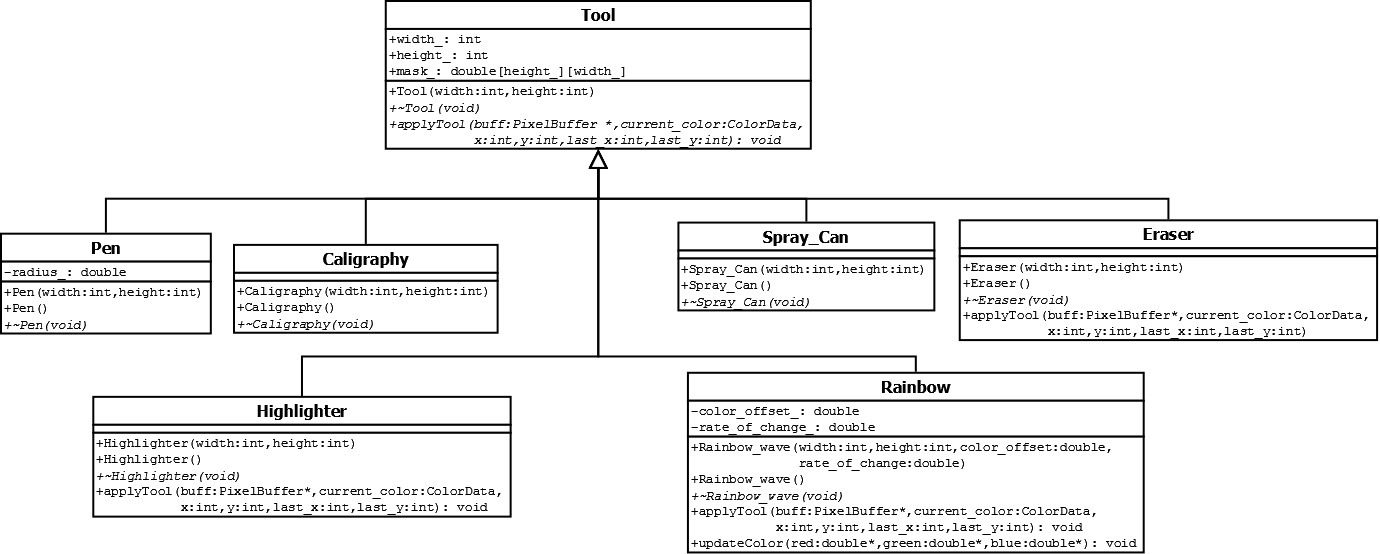 Tool
+width_: int
+height_: int
+mask_: double[height_][width_]
+Tool(width:int,height:int)
+~Tool(void)
+applyTool(buff:PixelBuffer *,current_color:ColorData,
x:int,y:int,last_x:int,last_y:int): void
Pen
-radius_: double
+Pen(width:int,height:int)
+Pen()
+~Pen(void)
Caligraphy
+Caligraphy(width:int,height:int)
+Caligraphy()
+~Caligraphy(void)
Spray_Can
+Spray_Can(width:int,height:int)
+Spray_Can()
+~Spray_Can(void)
Eraser
+Eraser(width:int,height:int)
+Eraser()
+~Eraser(void)
+applyTool(buff:PixelBuffer*,current_color:ColorData,
x:int,y:int,last_x:int,last_y:int)
Highlighter
+Highlighter(width:int,height:int)
+Highlighter()
+~Highlighter(void)
+applyTool(buff:PixelBuffer*,current_color:ColorData,
x:int,y:int,last_x:int,last_y:int): void
Rainbow
-color_offset_: double
-rate_of_change_: double
+Rainbow_wave(width:int,height:int,color_offset:double,
rate_of_change:double)
+Rainbow_wave()
+~Rainbow_wave(void)
+applyTool(buff:PixelBuffer*,current_color:ColorData,
x:int,y:int,last_x:int,last_y:int): void
+updateColor(red:double*,green:double*,blue:double*): void